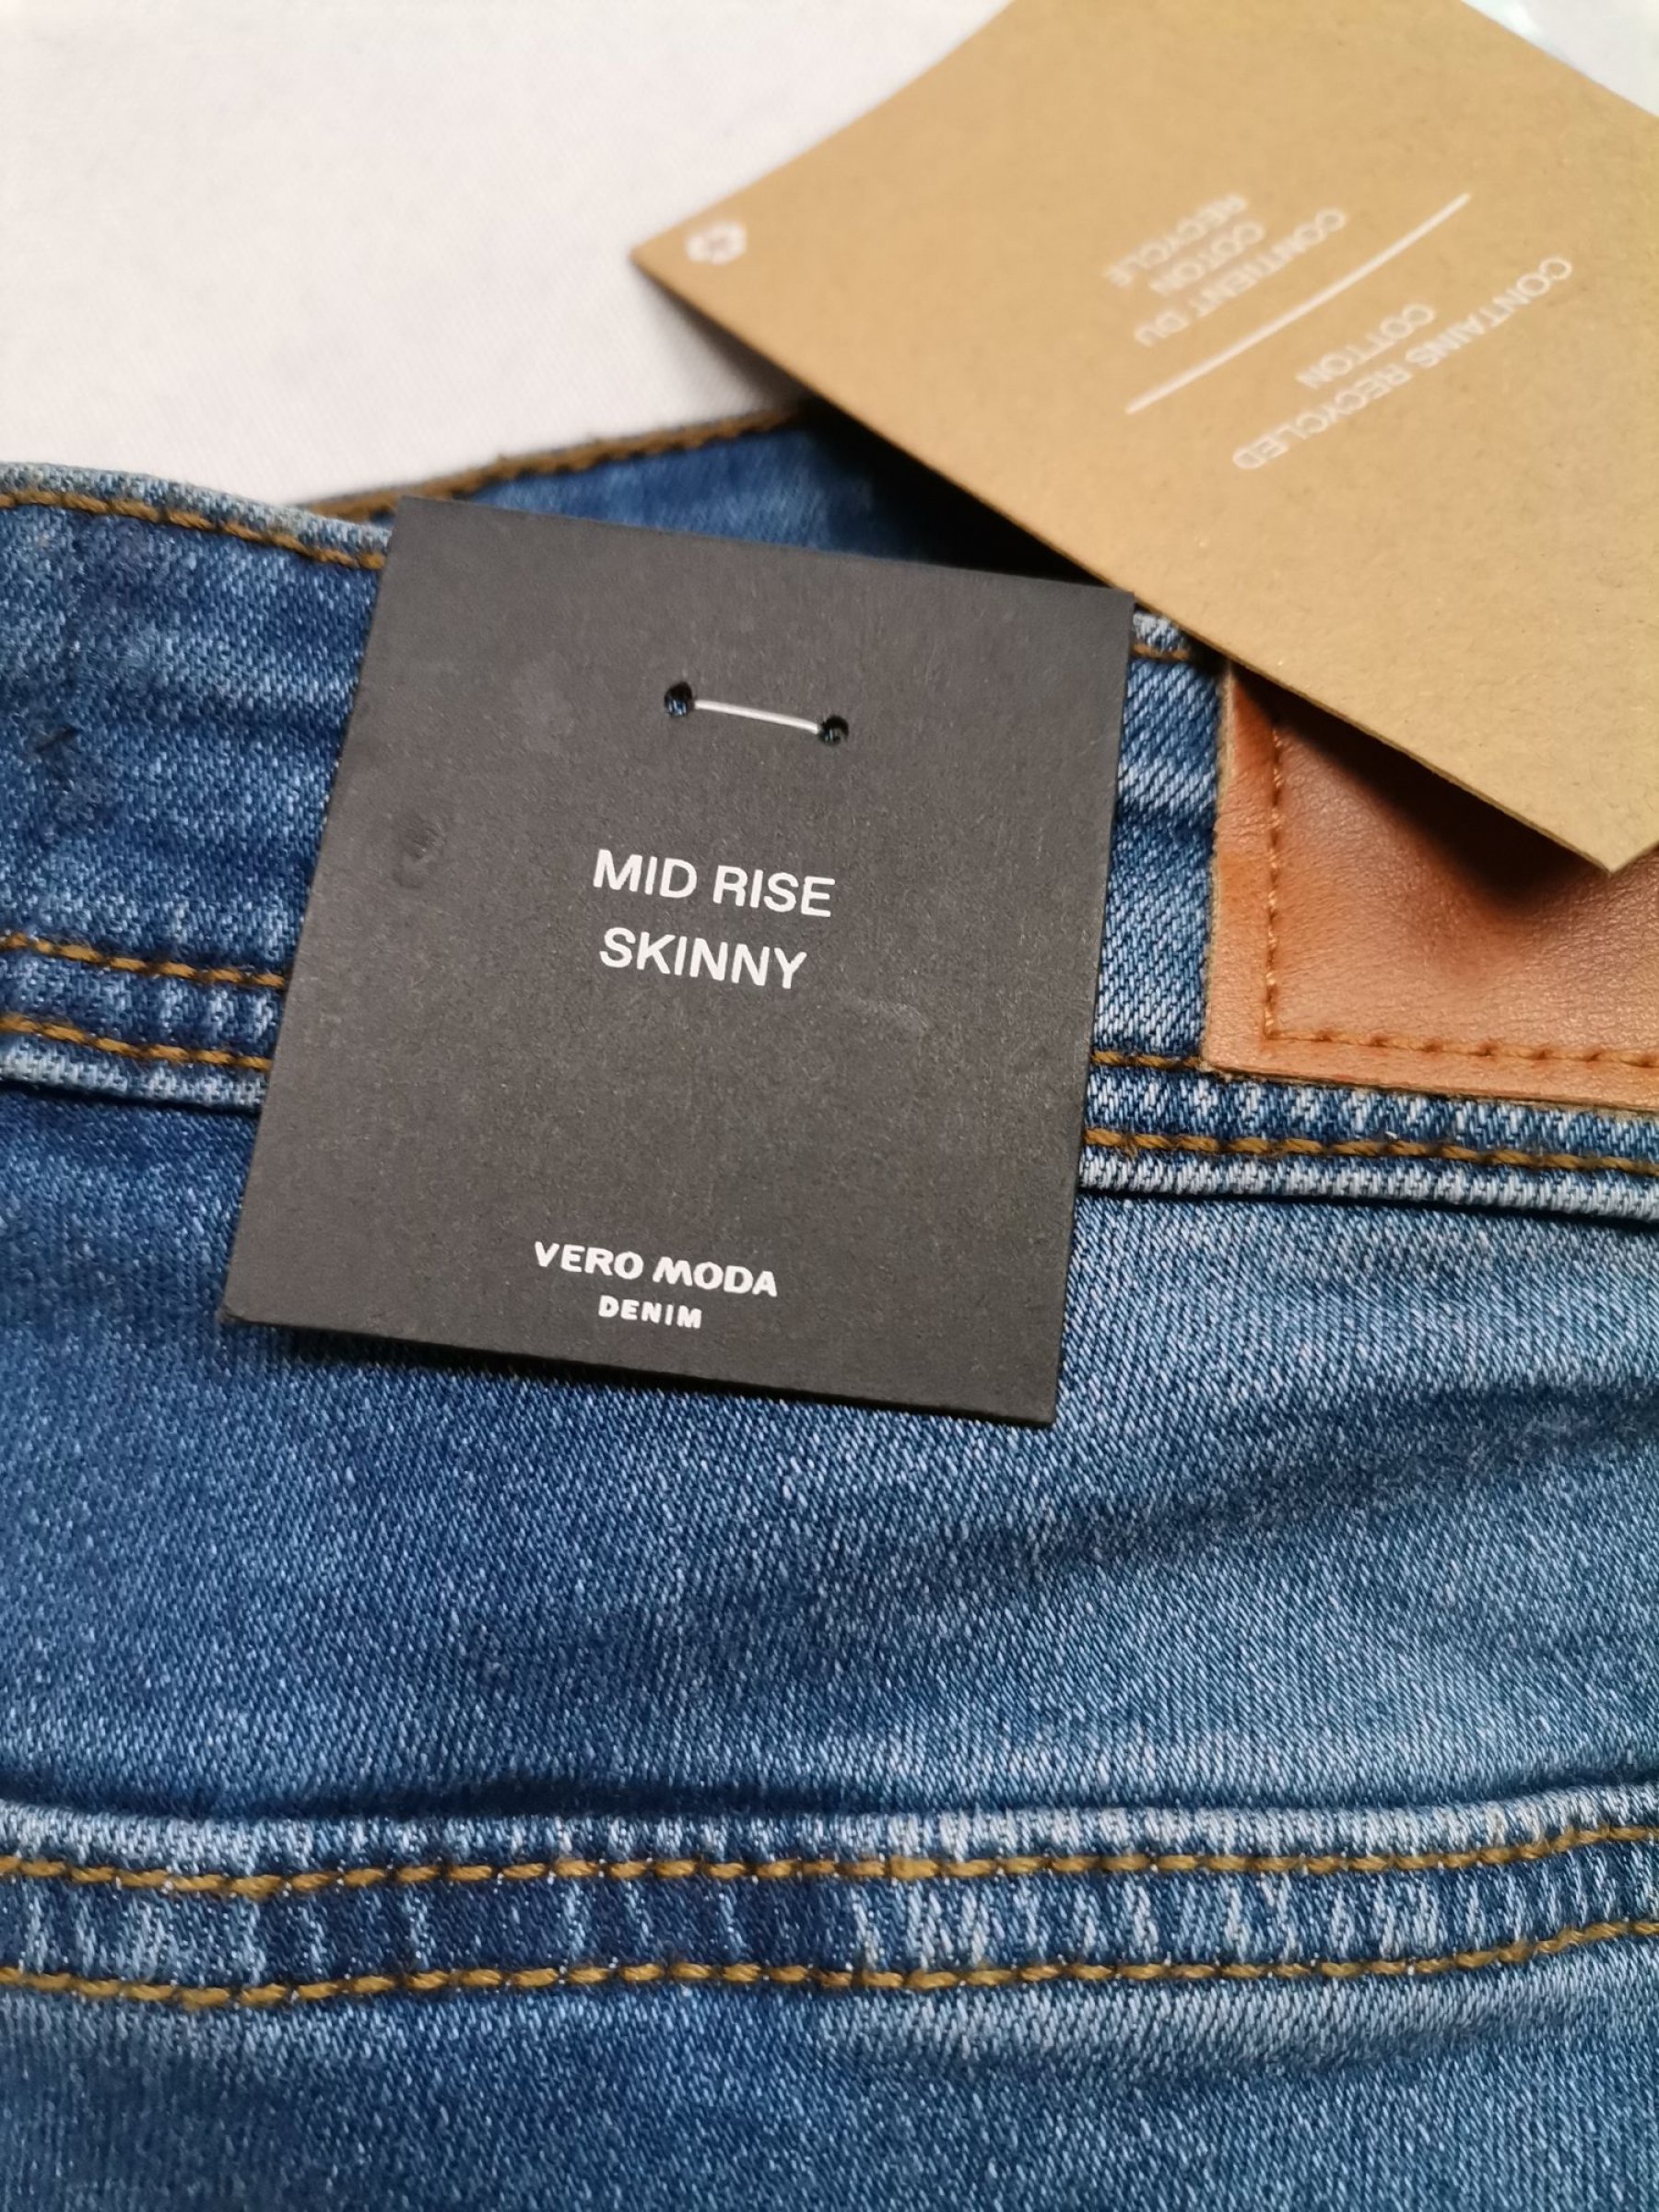 CONTAINS RECYCLED
COTTON
CONTIENT DU
COTON
RECYCLÉ
MID RISE
SKINNY
VERO MODA
DENIM